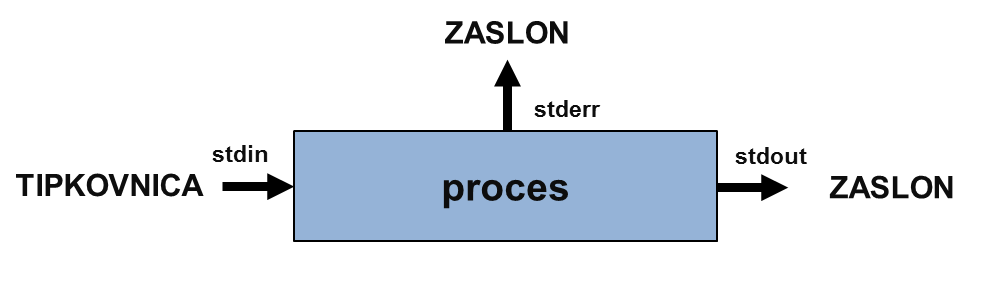 ZASLON
stderr
stdin
stdout
TIPKOVNICA
proces
ZASLON